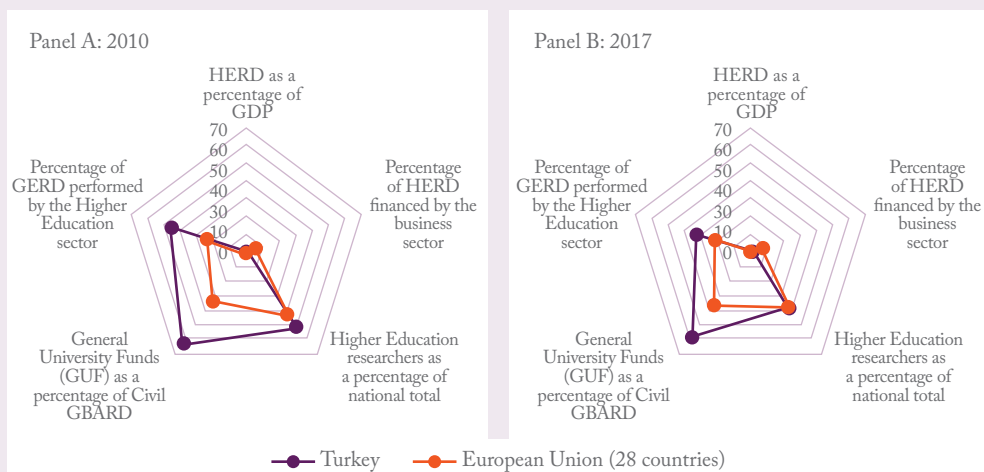 Panel A: 2010
HERD as a
percentage of
GDP
70
60
50
40
30
20
10
0
Percentage
of HERD
financed by the
business
sector
Higher Education
researchers as
a percentage of
national total
General
University Funds
(GUF) as a
percentage of Civil
GBARD
Percentage of
GERD performed
by the Higher
Education
sector
Panel B: 2017
HERD as a
percentage of
GDP
70
60
50
40
30
20
10
0
Percentage
of HERD
financed by the
business
sector
Higher Education
researchers as
a percentage of
national total
General
University Funds
(GUF) as a
percentage of Civil
GBARD
Percentage of
GERD performed
by the Higher
Education
sector
Turkey
European Union (28 countries)